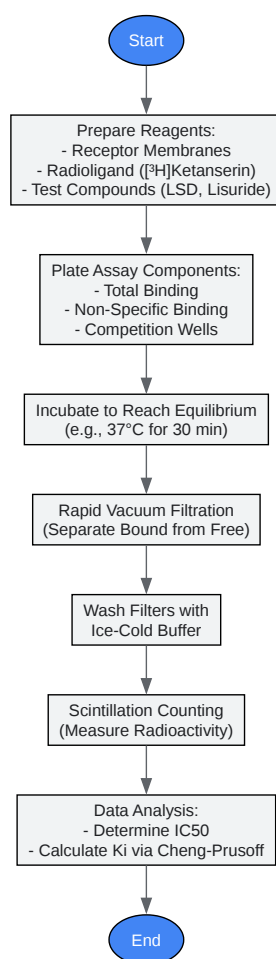 Start
Prepare Reagents:
- Receptor Membranes
- Radioligand ([³H]Ketanserin)
- Test Compounds (LSD, Lisuride)
Plate Assay Components:
- Total Binding
- Non-Specific Binding
- Competition Wells
Incubate to Reach Equilibrium
(e.g., 37°C for 30 min)
Rapid Vacuum Filtration
(Separate Bound from Free)
Wash Filters with
Ice-Cold Buffer
Scintillation Counting
(Measure Radioactivity)
Data Analysis:
- Determine IC50
- Calculate Ki via Cheng-Prusoff
End